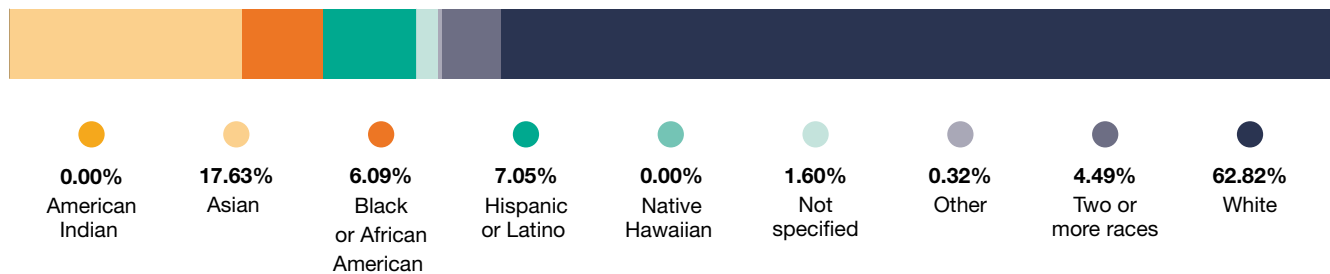 0.00%
American
Indian
17.63%
Asian
6.09%
Black
or African
American
7.05%
Hispanic
or Latino
0.00%
Native
Hawaiian
1.60%
Not
specified
0.32%
Other
4.49%
Two or
more races
62.82%
White